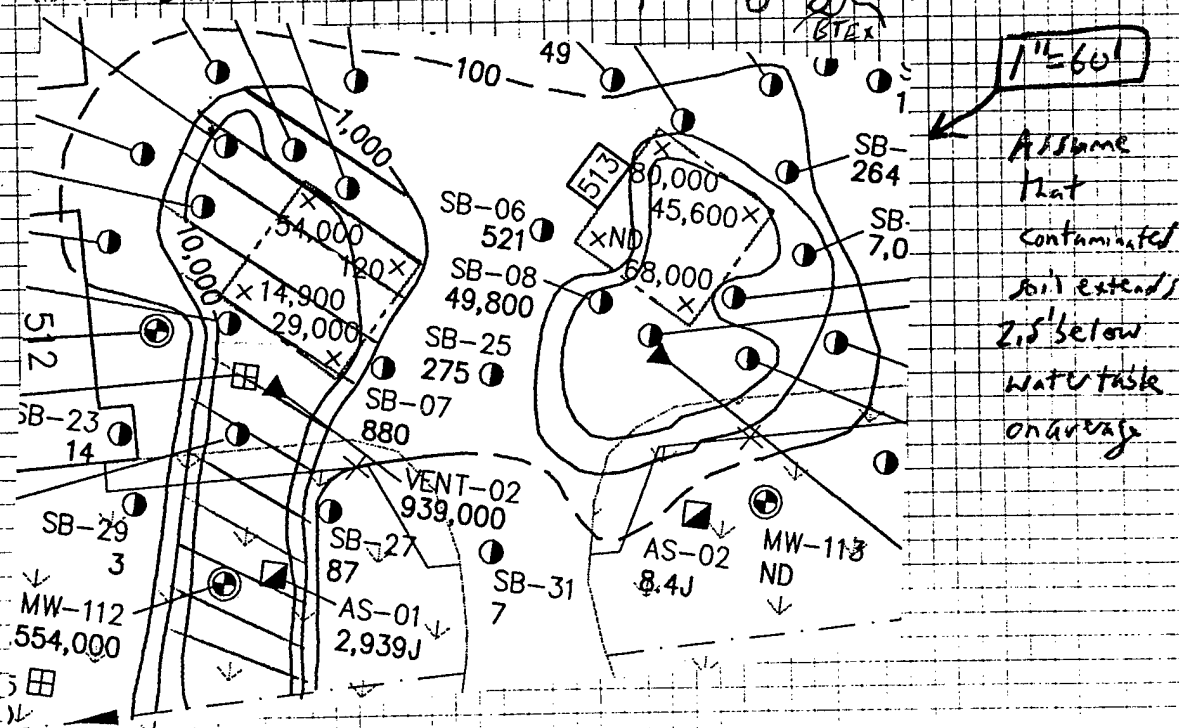 BTEX
1"=60'
Assume
that
contaminated
soil extends
2.5' below
water table
on average
49
100
1,000
10,000
SB-
264
SB-
7,0
1
513
80,000
45,600
ND
68,000
SB-06
521
SB-08
49,800
SB-25
275
54,000
120
14,900
29,000
512
SB-23
14
SB-07
880
VENT-02
939,000
SB-29
3
SB-27
87
SB-31
7
AS-02
8.4J
MW-113
ND
MW-112
554,000
AS-01
2,939J
5